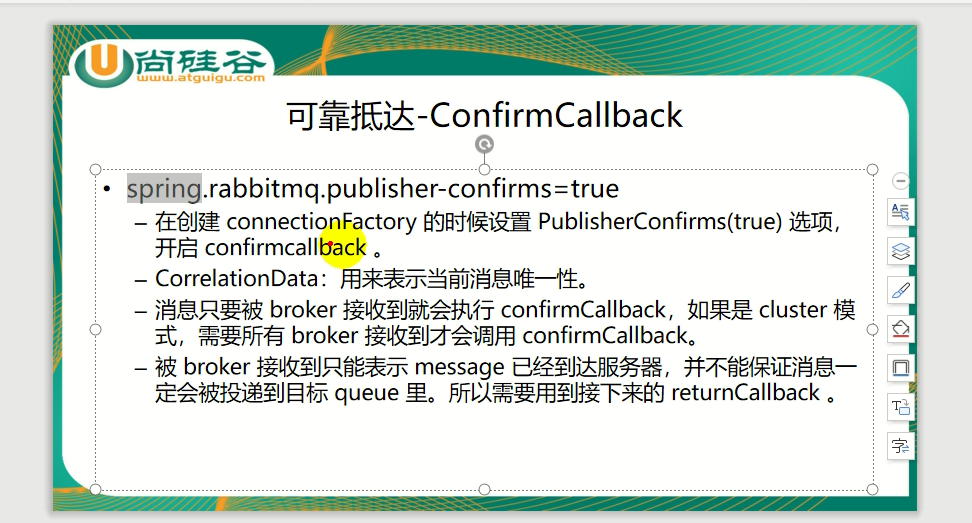 尚硅谷
www.atguigu.com
可靠抵达-ConfirmCallback
• spring.rabbitmq.publisher-confirms=true
– 在创建 connectionFactory 的时候设置 PublisherConfirms(true) 选项，
开启 confirmcallback 。
– CorrelationData：用来表示当前消息唯一性。
– 消息只要被 broker 接收到就会执行 confirmCallback，如果是 cluster 模
式，需要所有 broker 接收到才会调用 confirmCallback。
– 被 broker 接收到只能表示 message 已经到达服务器，并不能保证消息一
定会被投递到目标 queue 里。所以需要用到接下来的 returnCallback 。